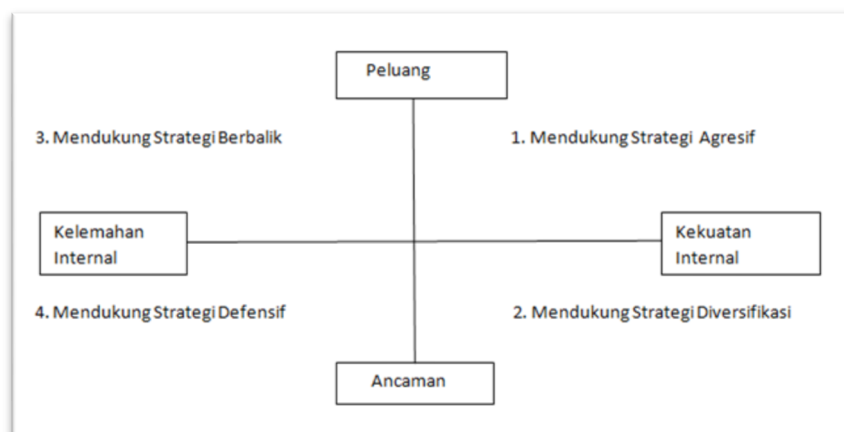 Peluang
3. Mendukung Strategi Berbalik
1. Mendukung Strategi Agresif
Kelemahan
Internal
Kekuatan
Internal
4. Mendukung Strategi Defensif
2. Mendukung Strategi Diversifikasi
Ancaman